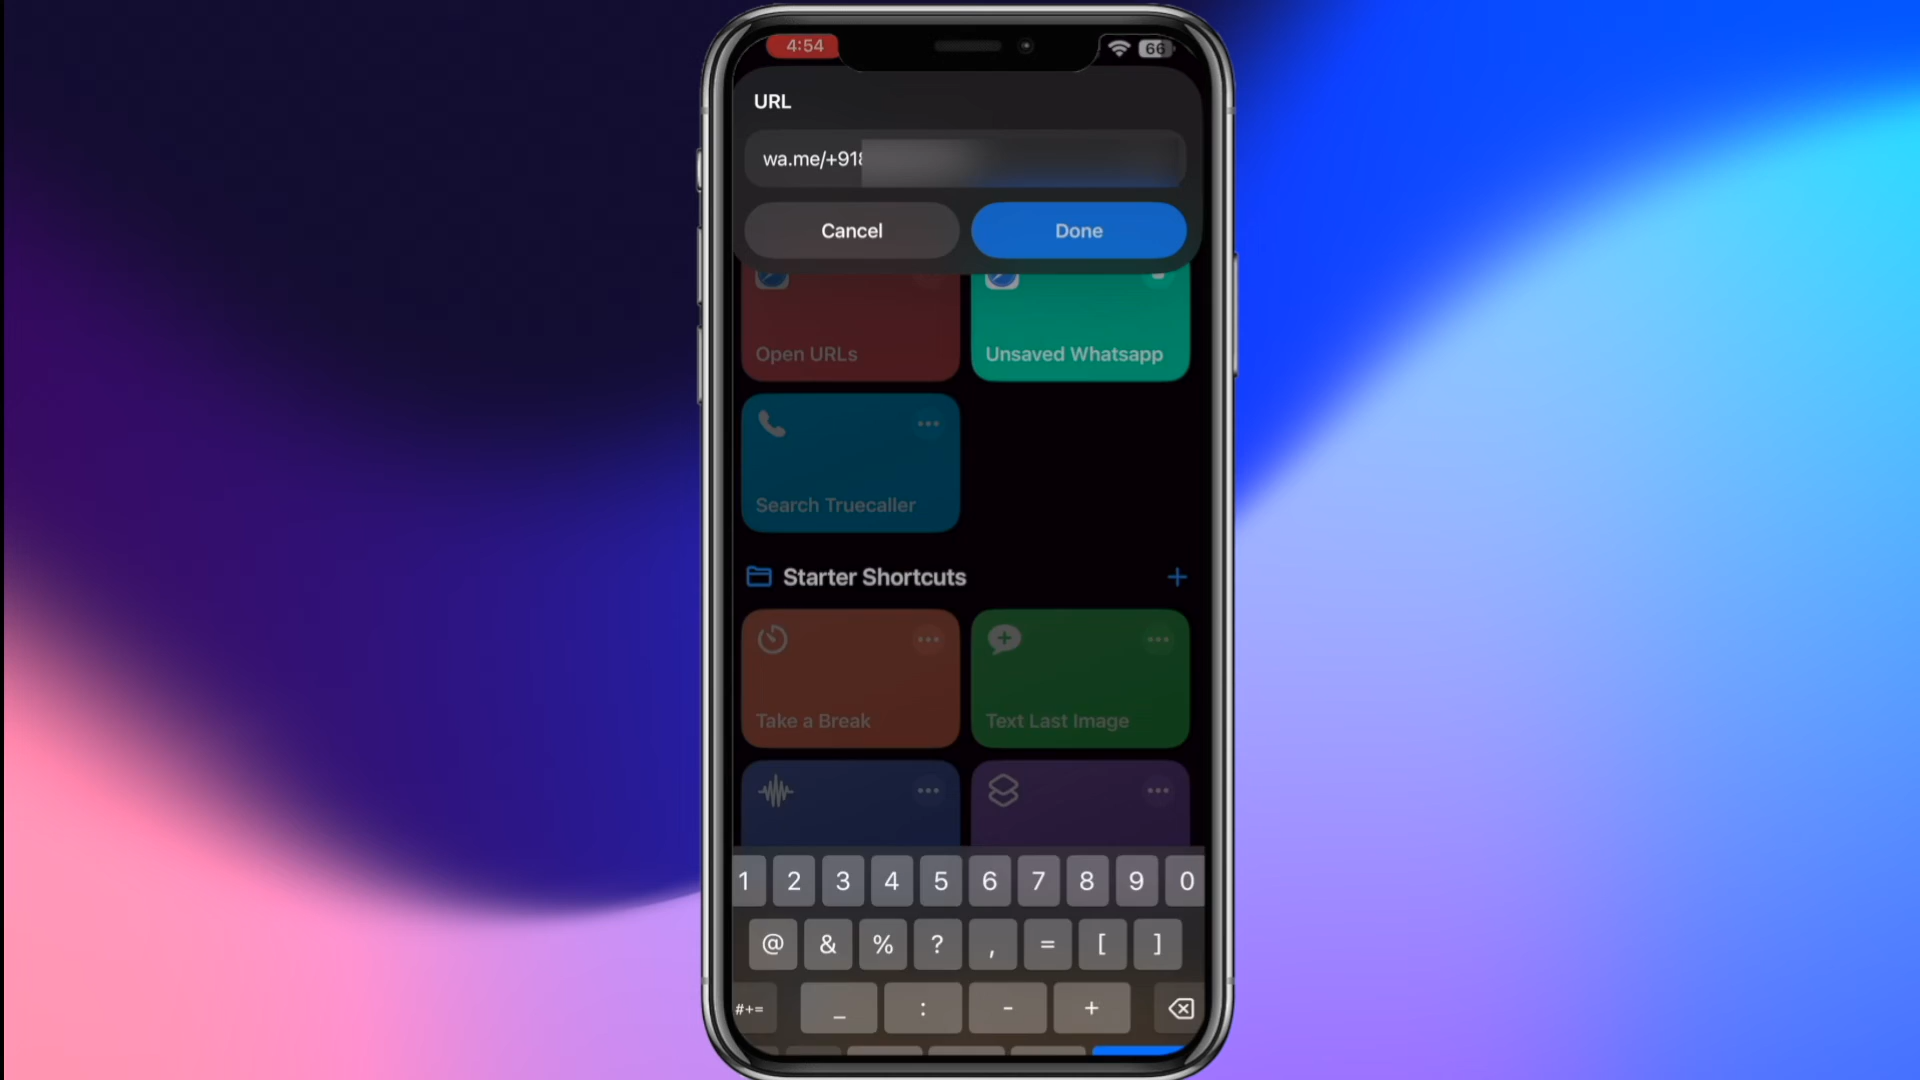 4:54
66
URL
wa.me/+918
Cancel
Done
Open URLs
Unsaved Whatsapp
Search Truecaller
Starter Shortcuts
Take a Break
Text Last Image
1 2 3 4 5 6 7 8 9 0
@ & % ? , = [ ]
#+= _ : - +